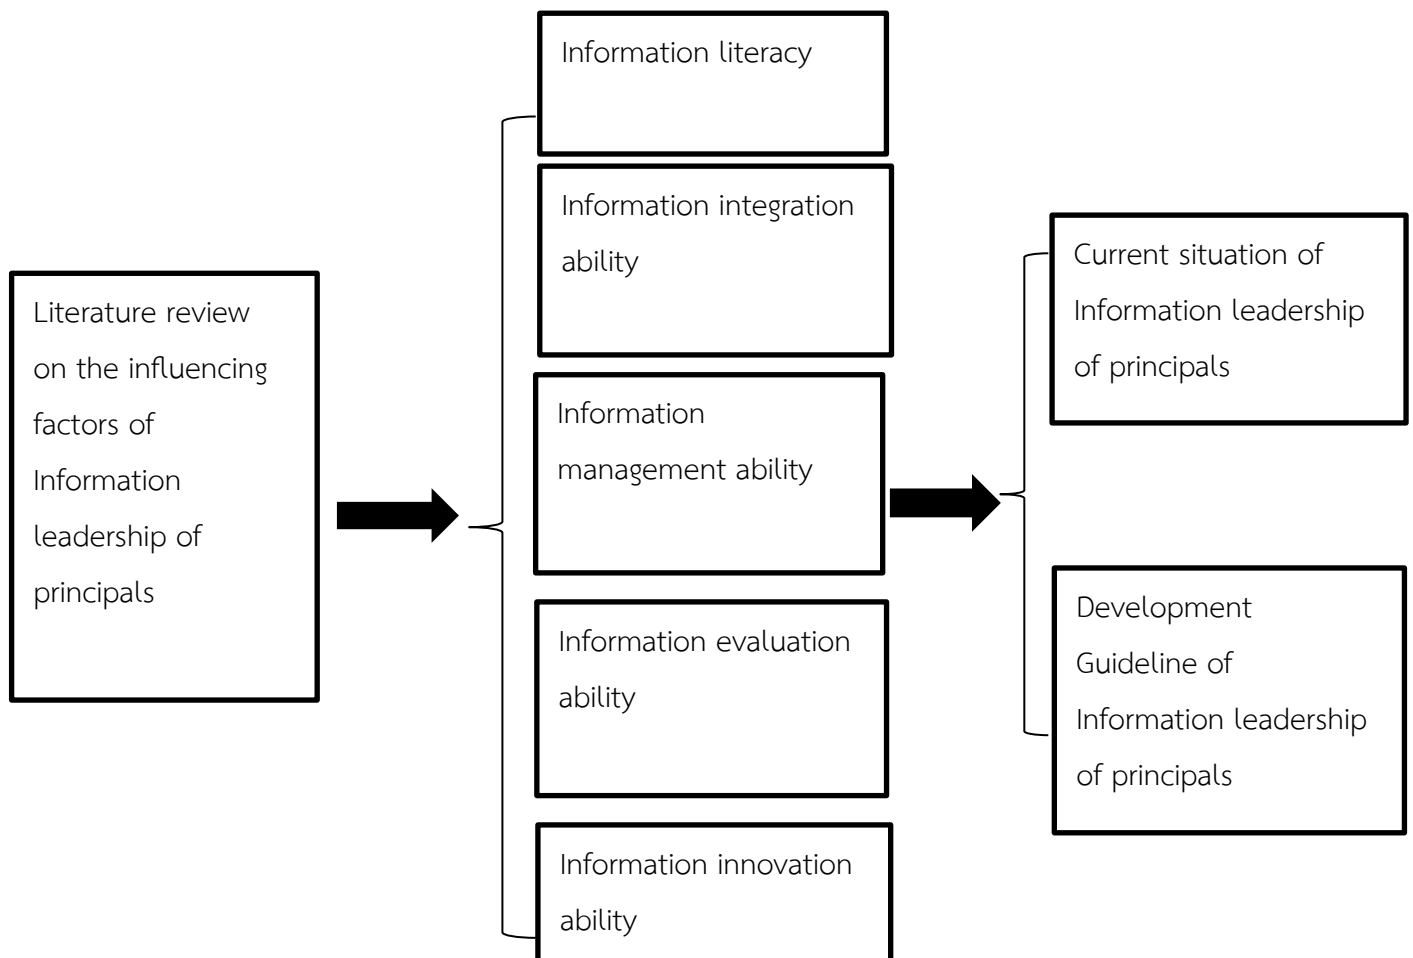 Literature review
on the influencing
factors of
Information
leadership of
principals
Information literacy
Information integration
ability
Information
management ability
Information evaluation
ability
Information innovation
ability
Current situation of
Information leadership
of principals
Development
Guideline of
Information leadership
of principals